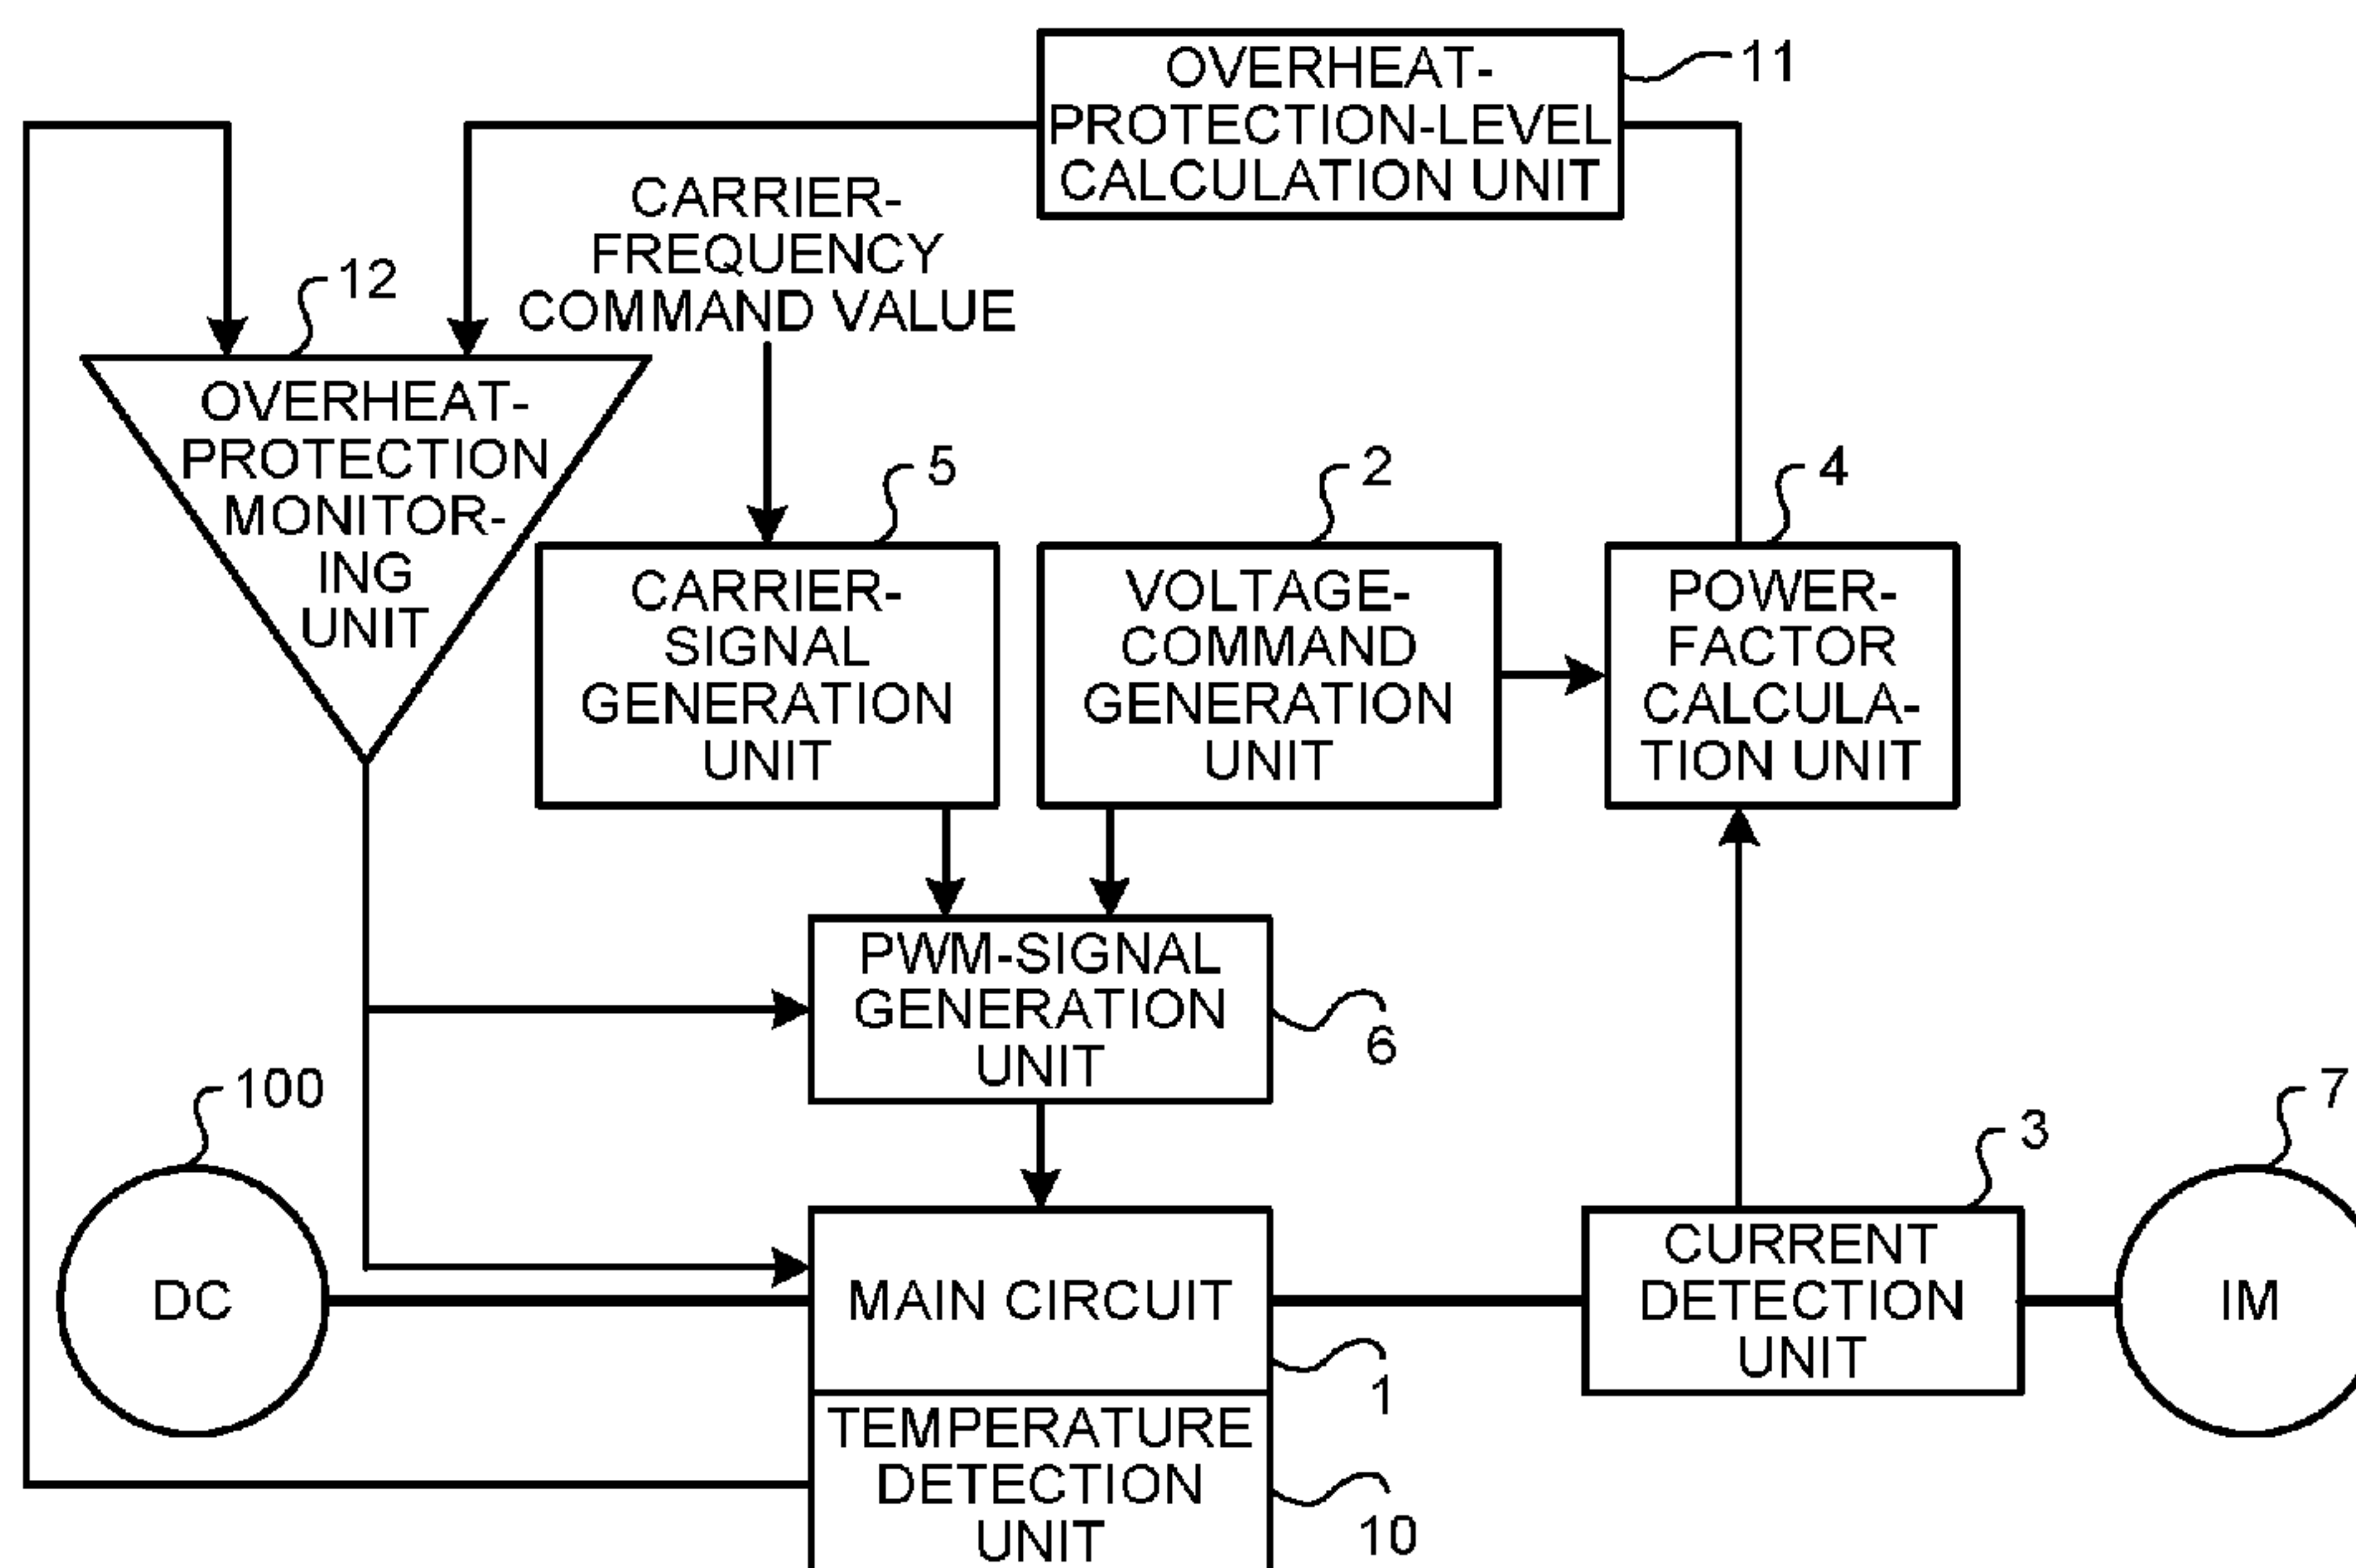 OVERHEAT-
PROTECTION-LEVEL
CALCULATION UNIT
11
CARRIER-
FREQUENCY
COMMAND VALUE
12
OVERHEAT-
PROTECTION
MONITOR-
ING
UNIT
5
CARRIER-
SIGNAL
GENERATION
UNIT
2
VOLTAGE-
COMMAND
GENERATION
UNIT
4
POWER-
FACTOR
CALCULA-
TION UNIT
PWM-SIGNAL
GENERATION
UNIT
6
100
DC
MAIN CIRCUIT
1
3
CURRENT
DETECTION
UNIT
7
IM
TEMPERATURE
DETECTION
UNIT
10